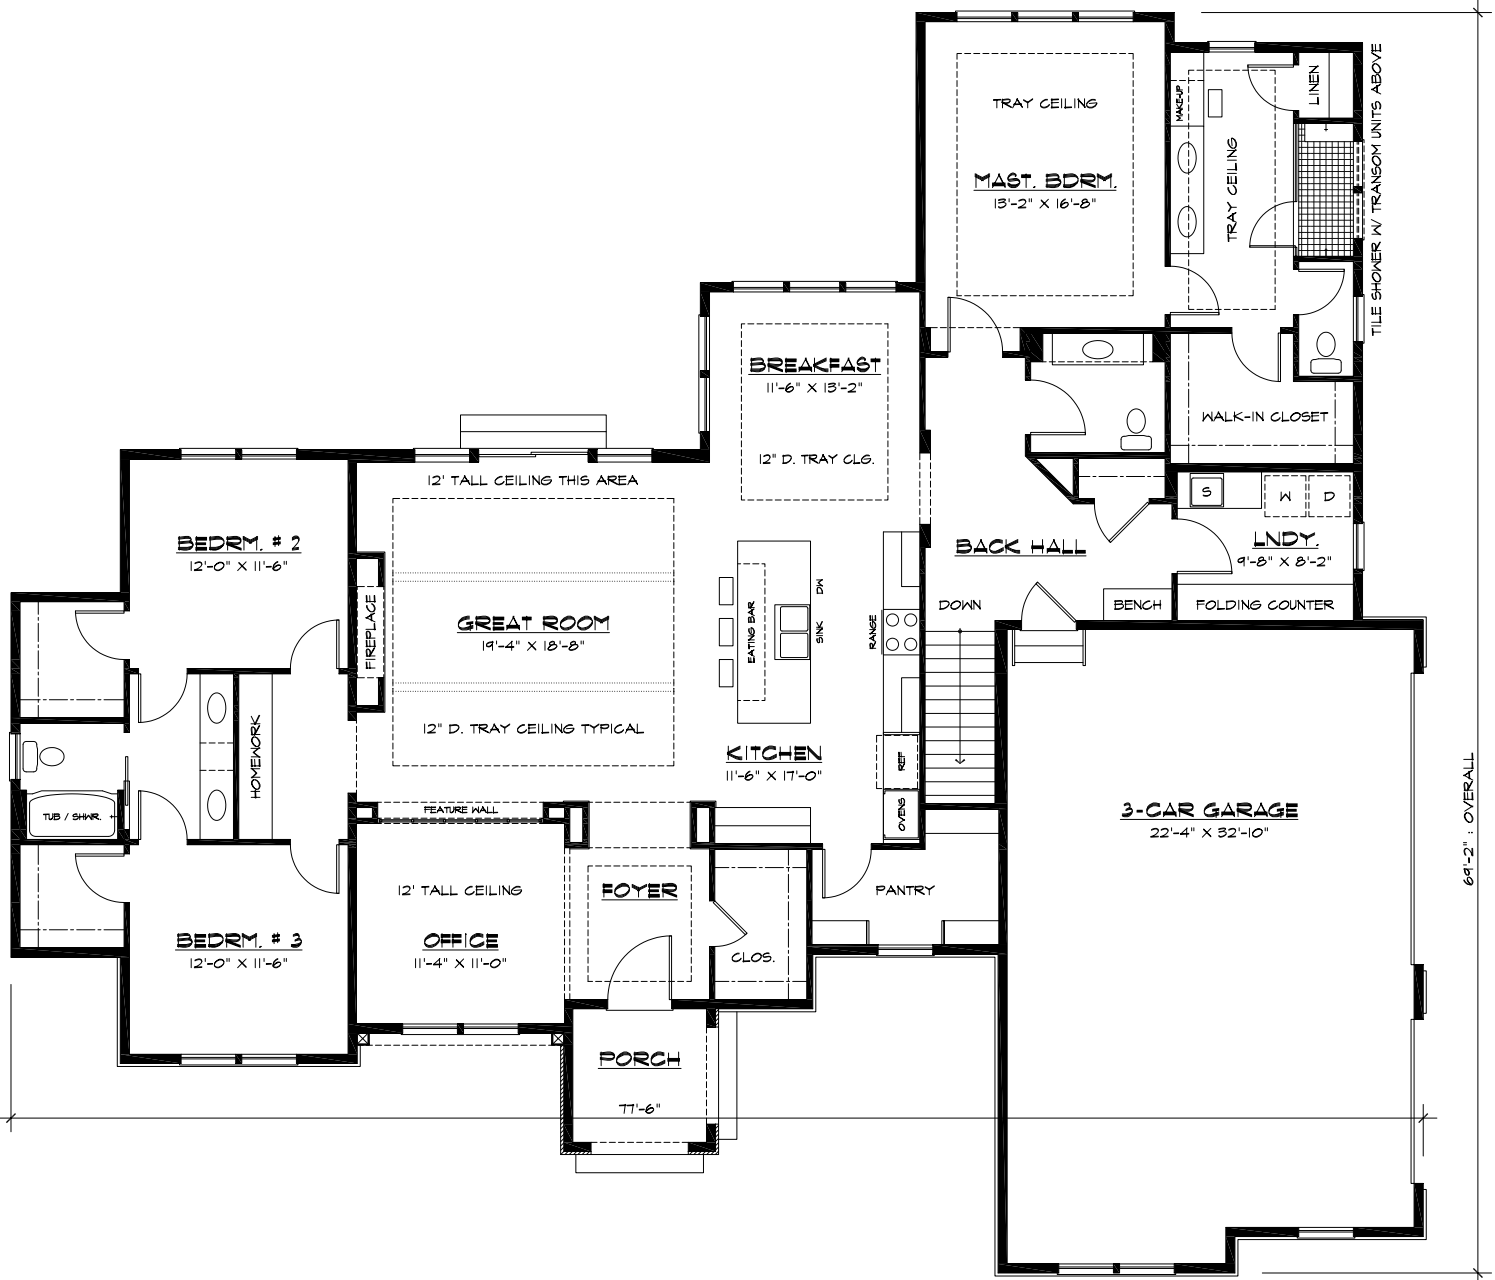 TRAY CEILING
MAST. BDRM.
13'-2" X 16'-8"
MAKE-UP
TRAY CEILING
LINEN
TILE SHOWER W/ TRANSOM UNITS ABOVE
BREAKFAST
11'-6" X 13'-2"
12" D. TRAY CLG.
WALK-IN CLOSET
12' TALL CEILING THIS AREA
S
W
D
LNDY.
9'-8" X 8'-2"
FOLDING COUNTER
BACK HALL
BENCH
DOWN
BEDRM. # 2
12'-0" X 11'-6"
FIREPLACE
GREAT ROOM
19'-4" X 18'-8"
12" D. TRAY CEILING TYPICAL
EATING BAR
SINK
DW
RANGE
KITCHEN
11'-6" X 17'-0"
REF
OVENS
HOMEWORK
TUB / SHWR.
FEATURE WALL
3-CAR GARAGE
22'-4" X 32'-10"
69'-2" : OVERALL
12' TALL CEILING
OFFICE
11'-4" X 11'-0"
FOYER
CLOS.
PANTRY
BEDRM. # 3
12'-0" X 11'-6"
PORCH
77'-6"